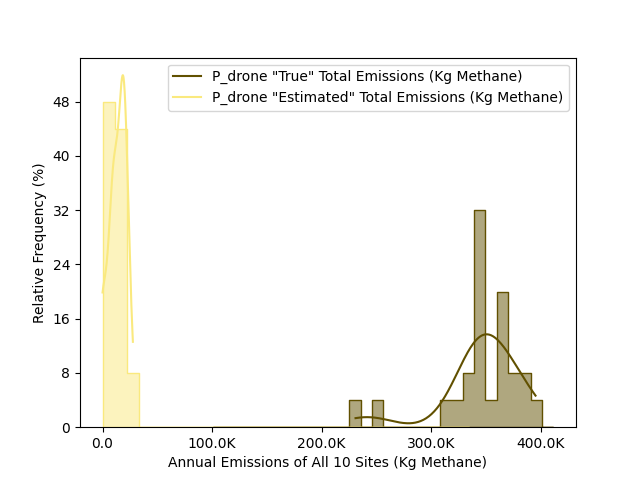 P_drone "True" Total Emissions (Kg Methane)
P_drone "Estimated" Total Emissions (Kg Methane)
Relative Frequency (%)
48
40
32
24
16
8
0
0.0 100.0K 200.0K 300.0K 400.0K
Annual Emissions of All 10 Sites (Kg Methane)